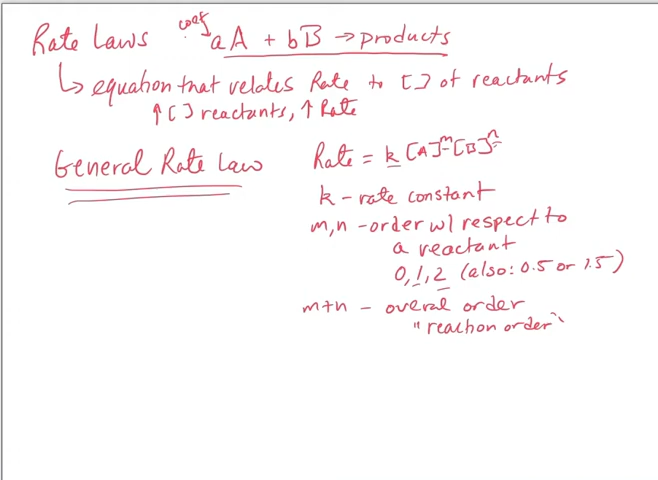 Rate Laws aA + bB → products
coef
↳ equation that relates Rate to [ ] of reactants
↑ [ ] reactants, ↑ Rate
General Rate Law
Rate = k [A]^m [B]^n
k - rate constant
m, n - order w/ respect to
a reactant
0, 1, 2 (also: 0.5 or 1.5)
m+n - overal order
"reaction order"